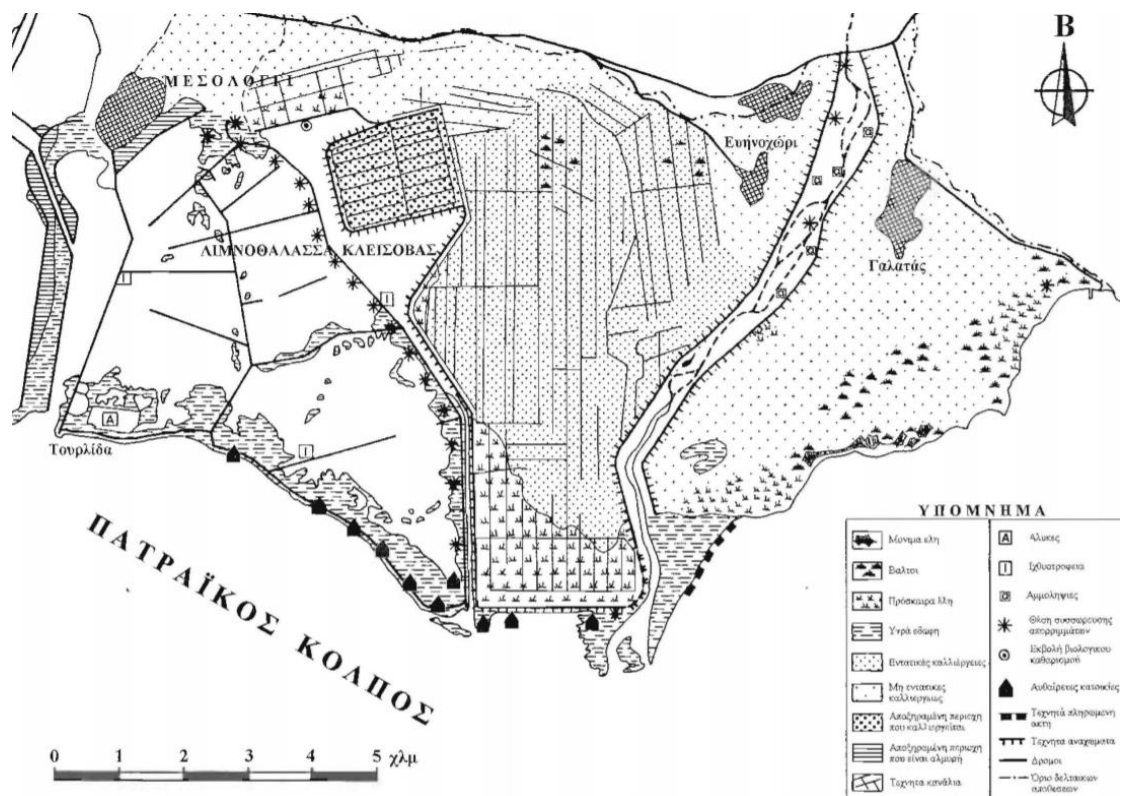 Β
ΜΕΣΟΛΟΓΓΙ
Ευηνοχώρι
ΛΙΜΝΟΘΑΛΑΣΣΑ ΚΛΕΙΣΟΒΑΣ
Γαλατάς
Ι
Ι
Α
Τουρλίδα
Ι
ΠΑΤΡΑΪΚΟΣ ΚΟΛΠΟΣ
0 1 2 3 4 5 χλμ
ΥΠΟΜΝΗΜΑ
Μόνιμα έλη
Βάλτοι
Πρόσκαιρα έλη
Υγρά εδάφη
Εντατικές καλλιέργειες
Μη εντατικές
καλλιέργειες
Αποξηραμένη περιοχή
που καλλιεργείται
Αποξηραμένη περιοχή
που είναι αλμυρή
Τεχνητά κανάλια
Α Αλυκές
Ι Ιχθυοτροφεία
Αμμοληψίες
Θέση συσσώρευσης
απορριμμάτων
Εκβολή βιολογικού
καθαρισμού
Αυθαίρετες κατοικίες
Τεχνητά πληρωμένη
ακτή
Τεχνητά αναχώματα
Δρόμοι
Όριο δελταικών
αποθέσεων